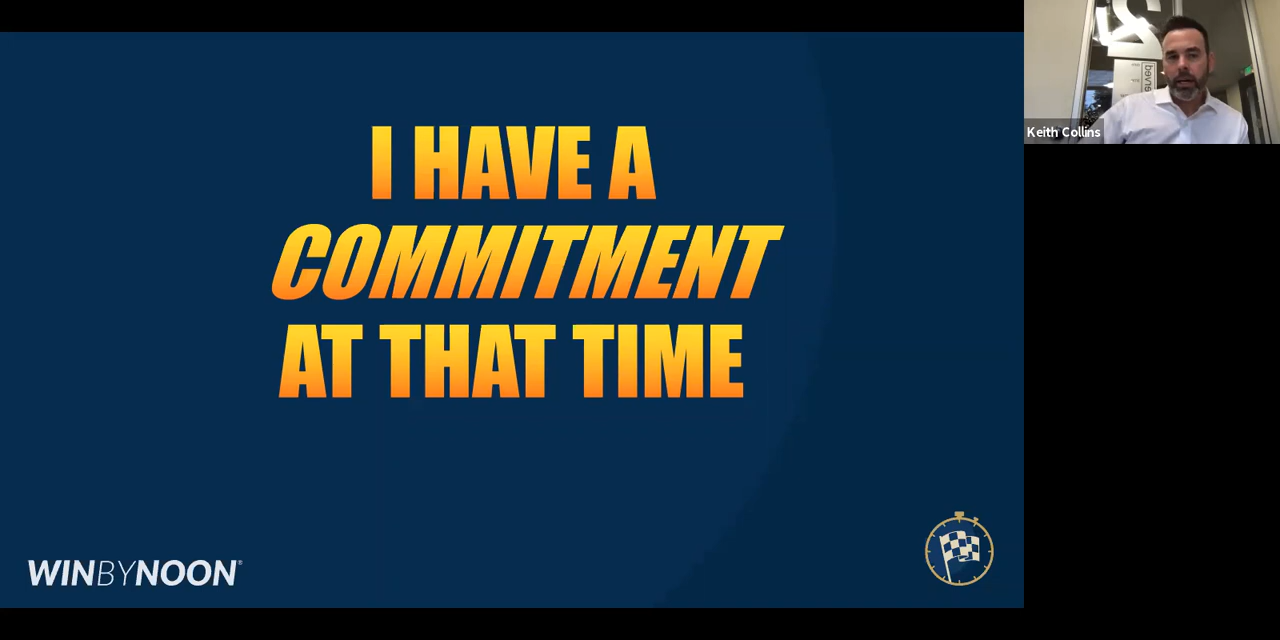 I HAVE A
COMMITMENT
AT THAT TIME
WINBYNOON®
Keith Collins